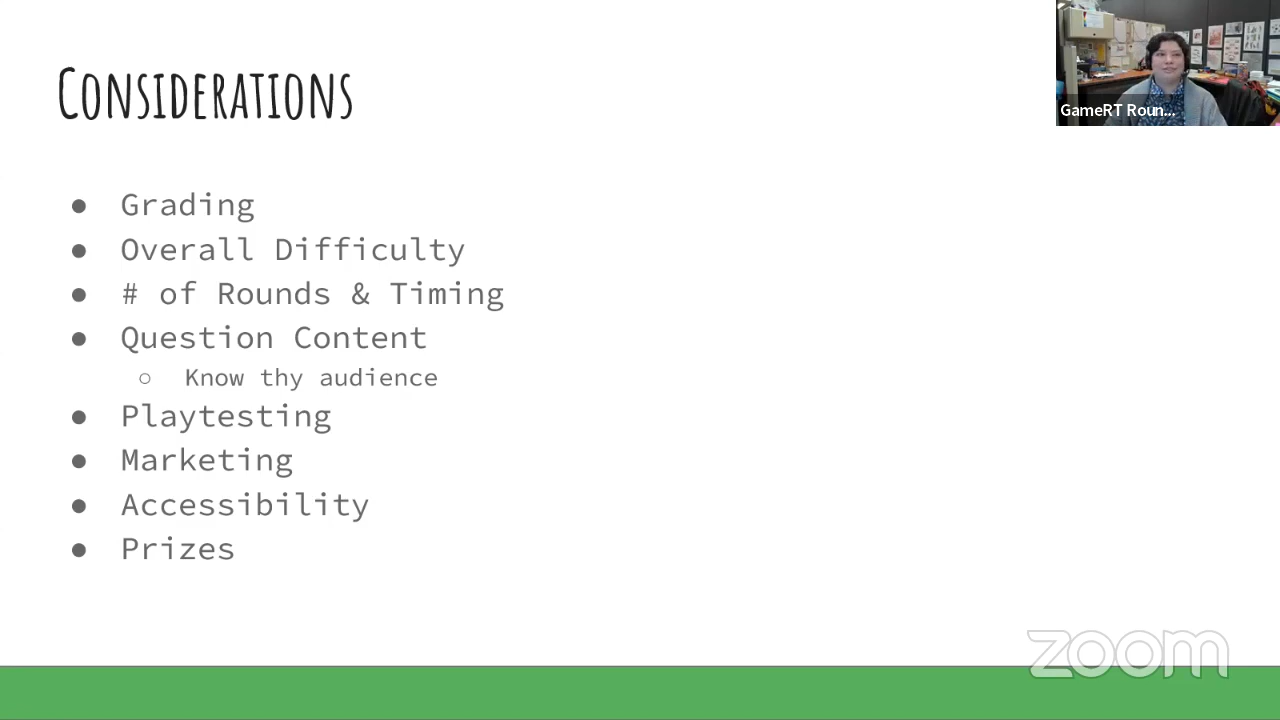 Considerations
GameRT Roun...
● Grading
● Overall Difficulty
● # of Rounds & Timing
● Question Content
○ Know thy audience
● Playtesting
● Marketing
● Accessibility
● Prizes
zoom